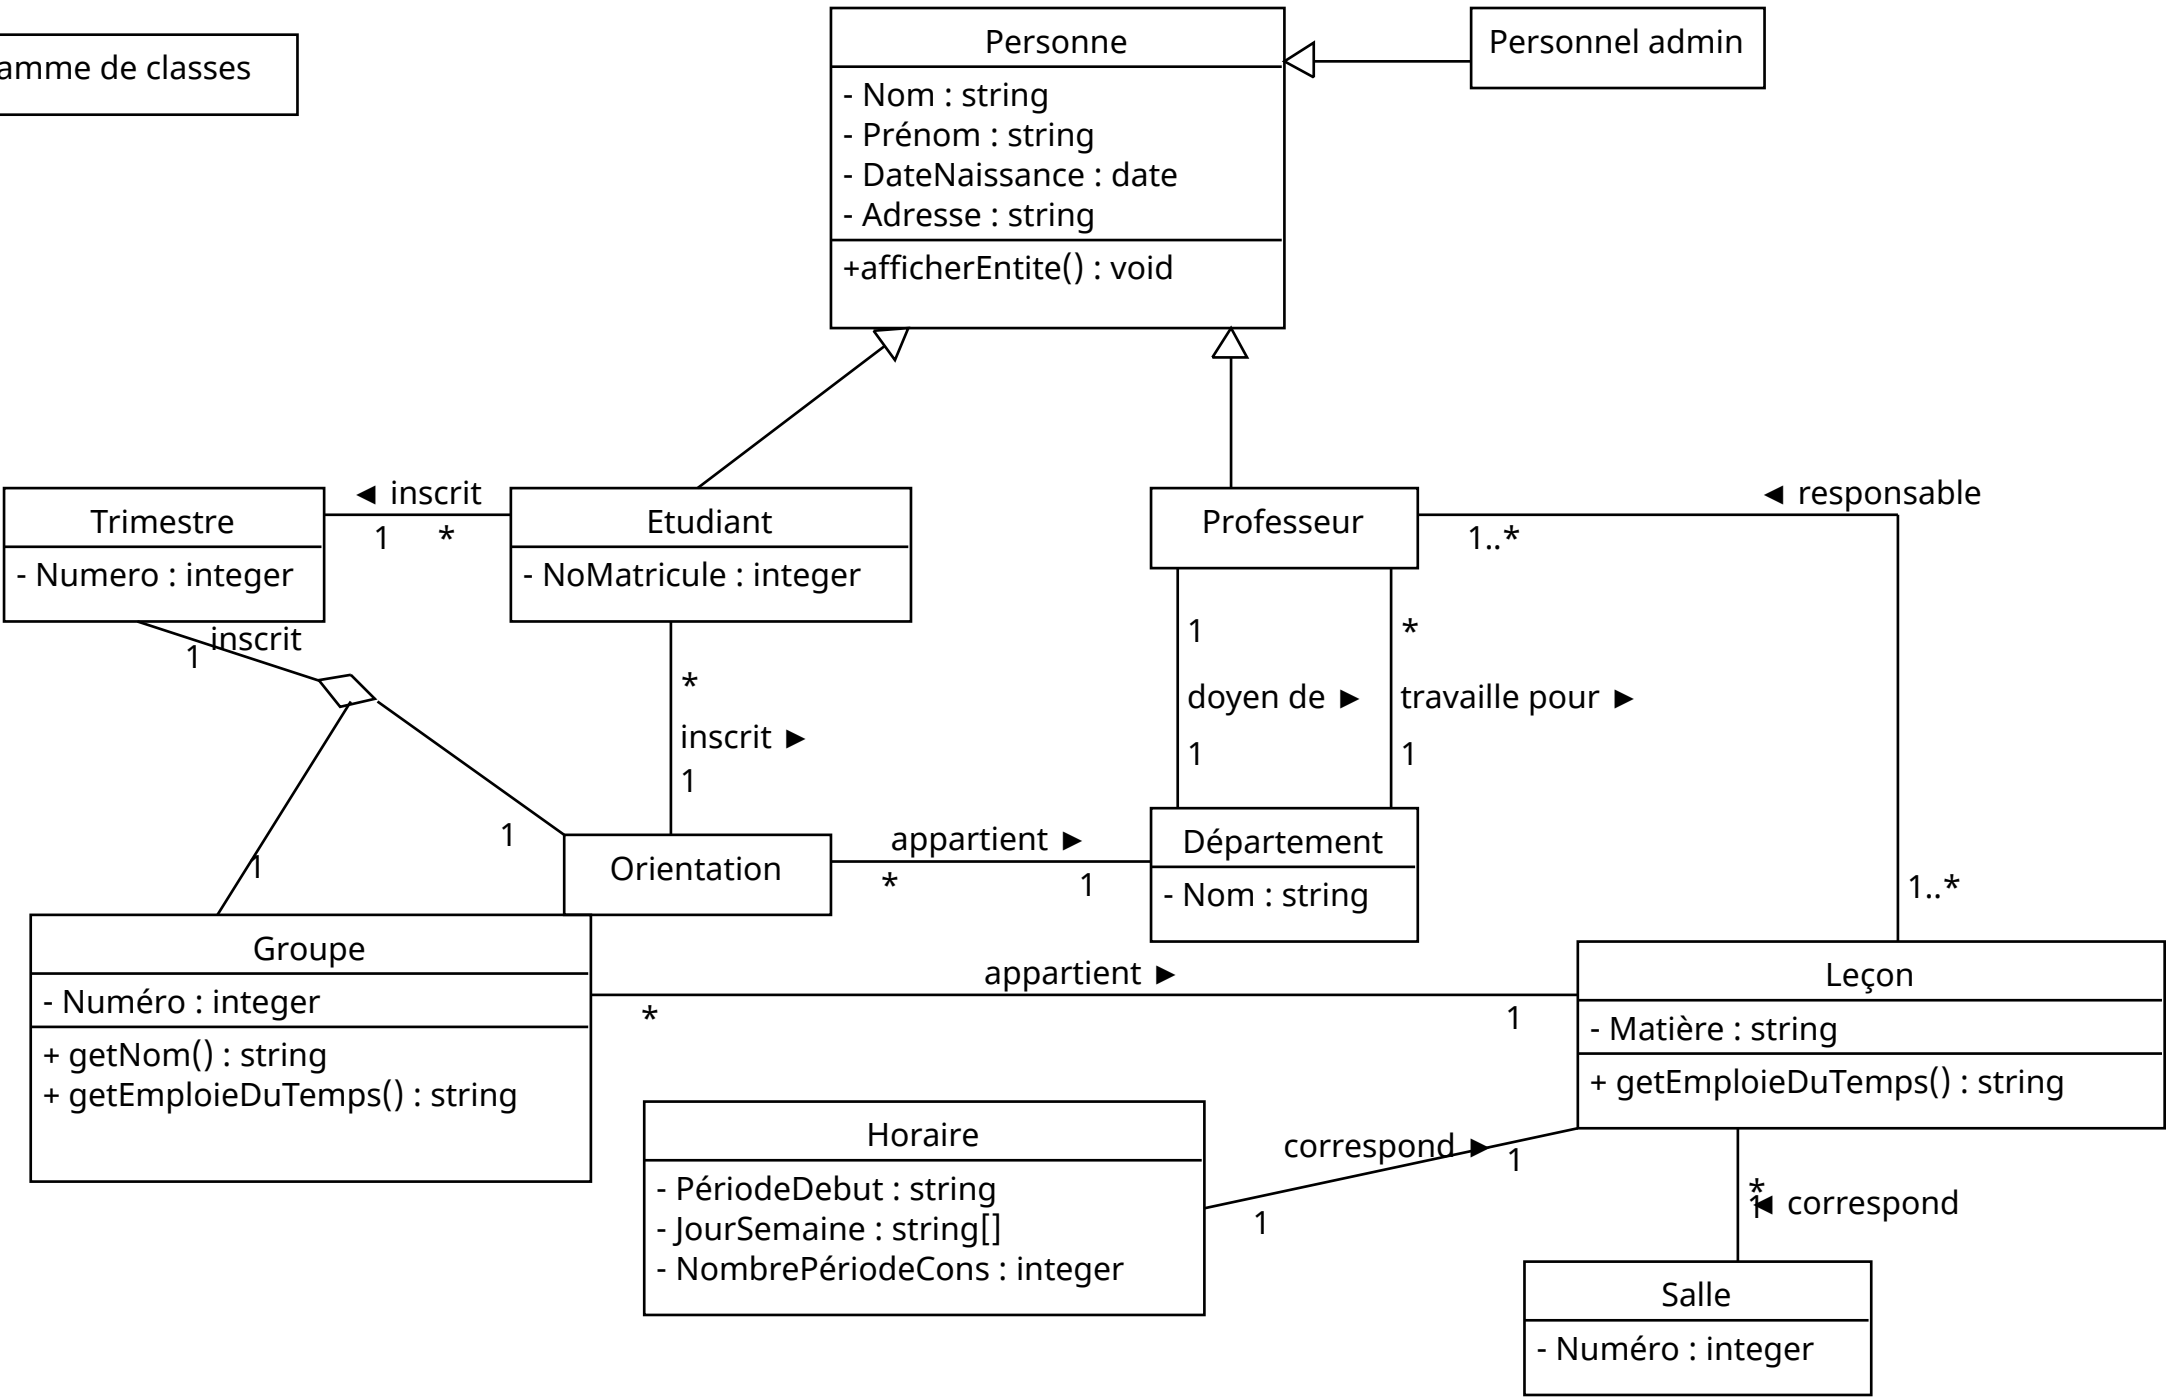 amme de classes
Personne
- Nom : string
- Prénom : string
- DateNaissance : date
- Adresse : string
+afficherEntite() : void
Personnel admin
Trimestre
- Numero : integer
◄ inscrit
1
*
Etudiant
- NoMatricule : integer
Professeur
◄ responsable
1..*
1..*
inscrit
1
1
1
*
inscrit ►
1
1
doyen de ►
1
*
travaille pour ►
1
Orientation
appartient ►
*
1
Département
- Nom : string
Groupe
- Numéro : integer
+ getNom() : string
+ getEmploieDuTemps() : string
appartient ►
*
1
Leçon
- Matière : string
+ getEmploieDuTemps() : string
Horaire
- PériodeDebut : string
- JourSemaine : string[]
- NombrePériodeCons : integer
correspond ►
1
1
*
1
◄ correspond
Salle
- Numéro : integer